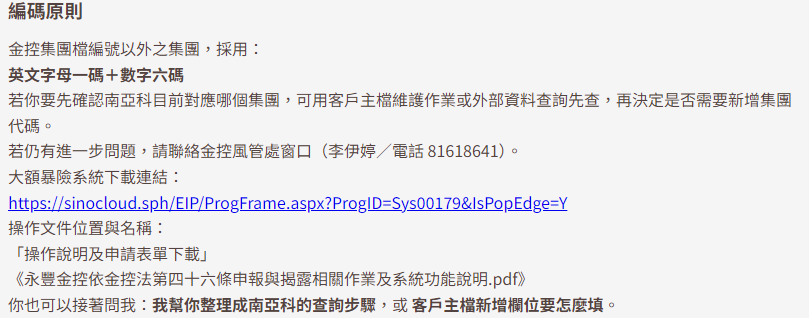 編碼原則
金控集團檔編號以外之集團，採用：
英文字母一碼＋數字六碼
若你要先確認南亞科目前對應哪個集團，可用客戶主檔維護作業或外部資料查詢先查，再決定是否需要新增集團
代碼。
若仍有進一步問題，請聯絡金控風管處窗口（李伊婷／電話 81618641）。
大額暴險系統下載連結：
https://sinocloud.sph/EIP/ProgFrame.aspx?ProgID=Sys00179&IsPopEdge=Y
操作文件位置與名稱：
「操作說明及申請表單下載」
《永豐金控依金控法第四十六條申報與揭露相關作業及系統功能說明.pdf》
你也可以接著問我：我幫你整理成南亞科的查詢步驟，或 客戶主檔新增欄位要怎麼填。